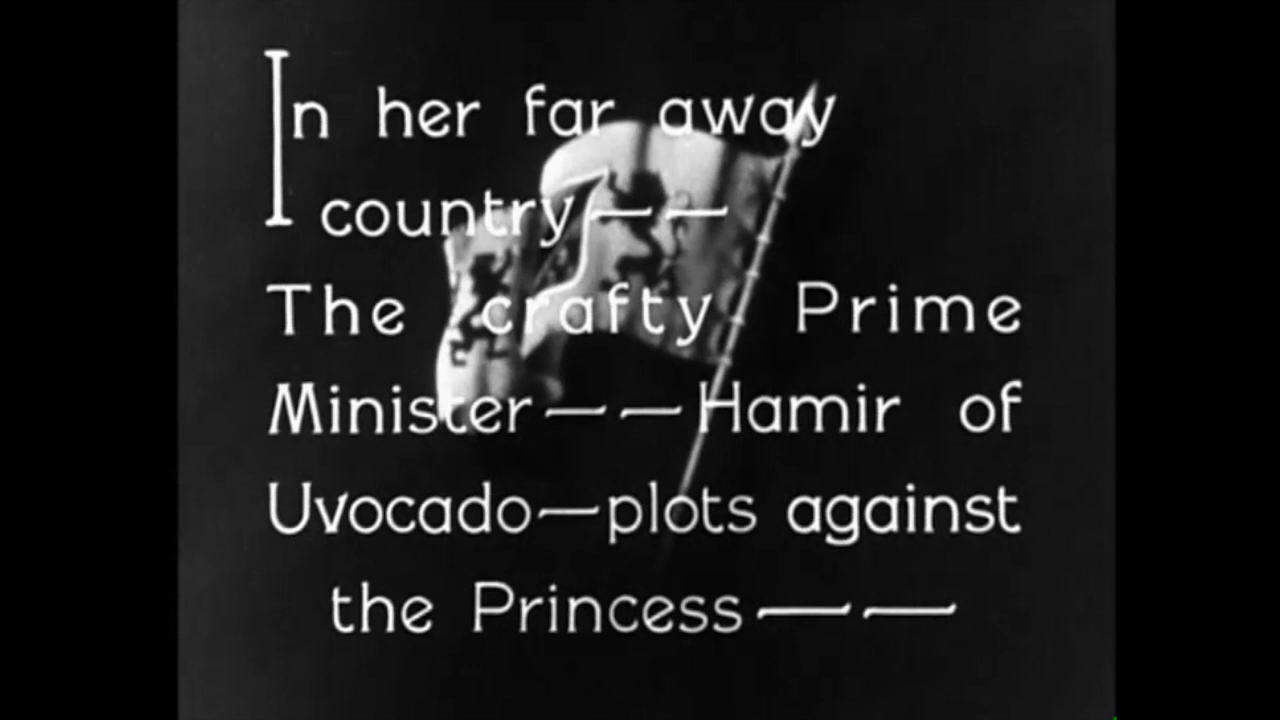 In her far away
country— —
The crafty Prime
Minister— —Hamir of
Uvocado—plots against
the Princess— —